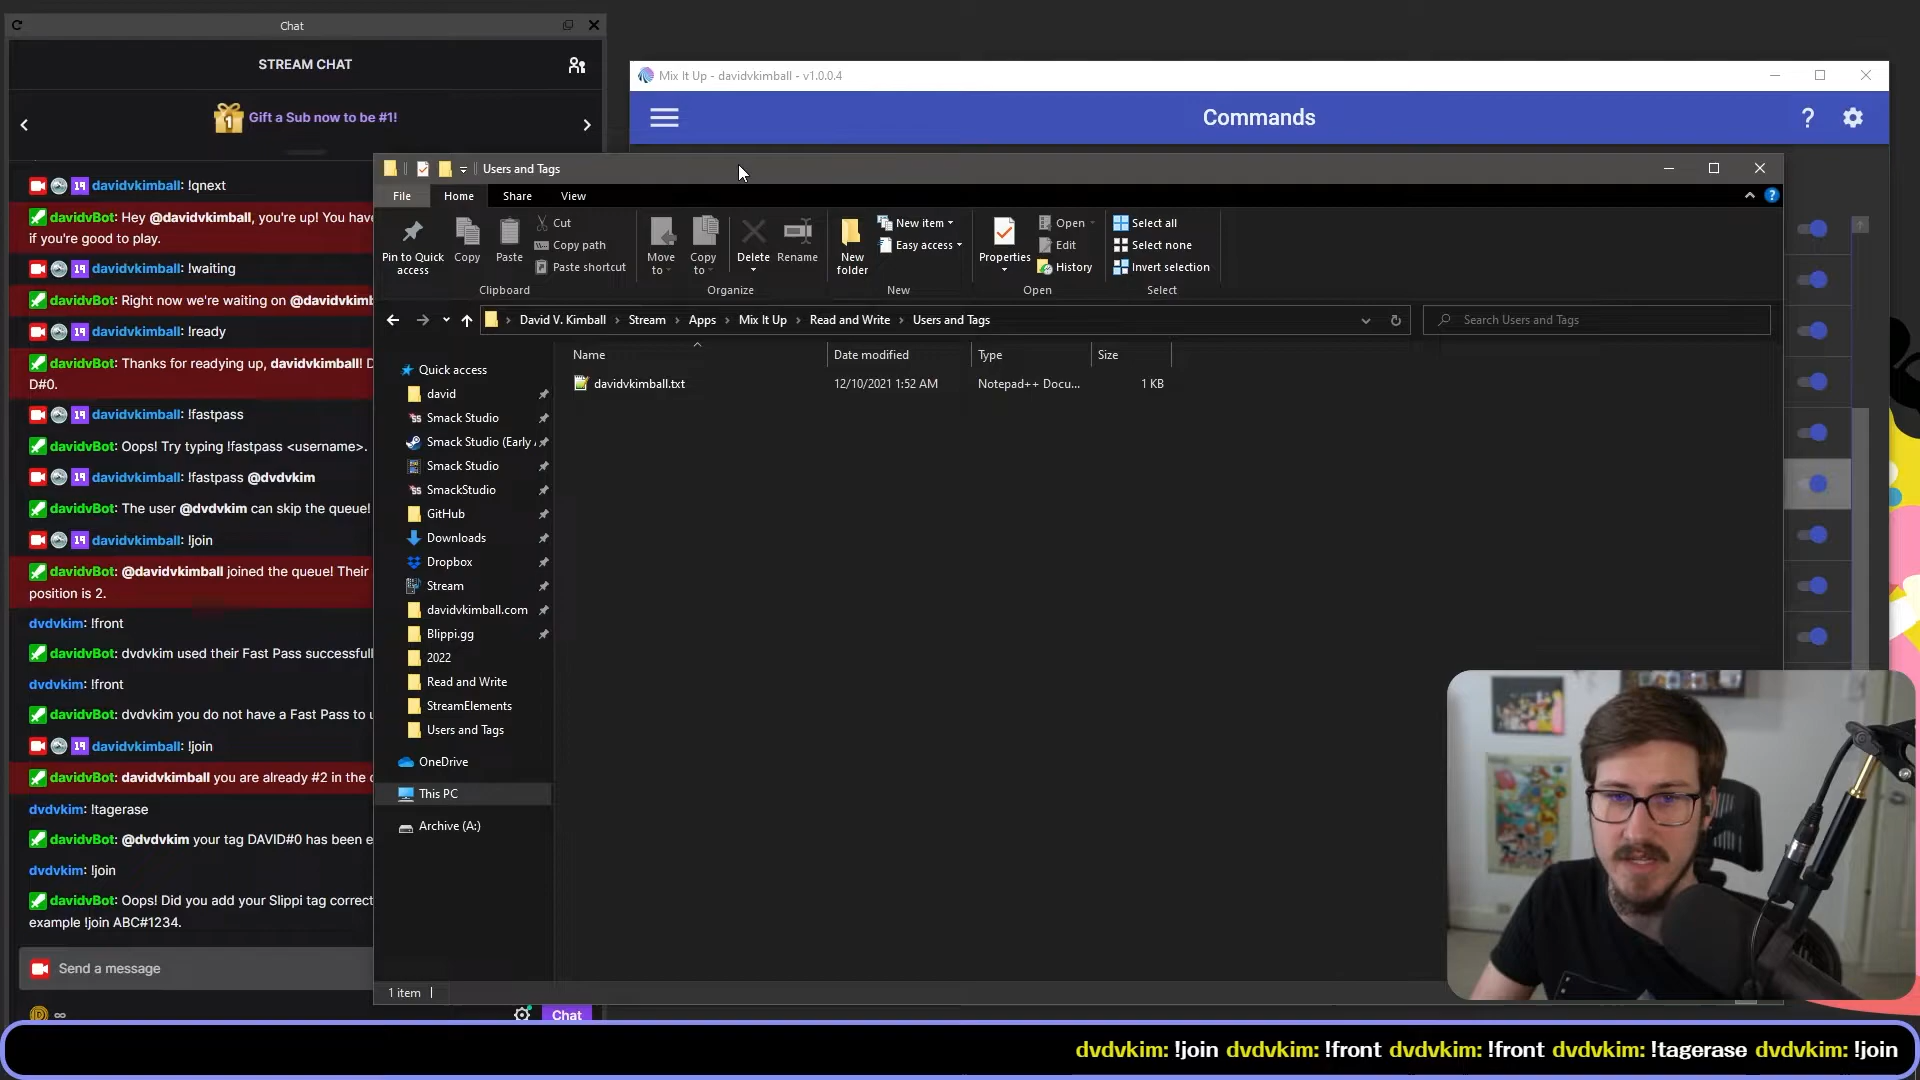 Chat
STREAM CHAT
1 Gift a Sub now to be #1!
davidvkimball: !qnext
davidvBot: Hey @davidvkimball, you're up! You have
if you're good to play.
davidvkimball: !waiting
davidvBot: Right now we're waiting on @davidvkimb
davidvkimball: !ready
davidvBot: Thanks for readying up, davidvkimball! D
D#0.
davidvkimball: !fastpass
davidvBot: Oops! Try typing !fastpass <username>.
davidvkimball: !fastpass @dvdvkim
davidvBot: The user @dvdvkim can skip the queue!
davidvkimball: !join
davidvBot: @davidvkimball joined the queue! Their
position is 2.
dvdvkim: !front
davidvBot: dvdvkim used their Fast Pass successfull
dvdvkim: !front
davidvBot: dvdvkim you do not have a Fast Pass to u
davidvkimball: !join
davidvBot: davidvkimball you are already #2 in the
dvdvkim: !tagerase
davidvBot: @dvdvkim your tag DAVID#0 has been e
dvdvkim: !join
davidvBot: Oops! Did you add your Slippi tag correct
example !join ABC#1234.
Send a message
∞
Chat
Mix It Up - davidvkimball - v1.0.0.4
Commands
Users and Tags
File Home Share View
Pin to Quick access
Copy
Paste
Cut
Copy path
Paste shortcut
Clipboard
Move to
Copy to
Delete
Rename
Organize
New folder
New item
Easy access
New
Properties
Open
Edit
History
Open
Select all
Select none
Invert selection
Select
David V. Kimball > Stream > Apps > Mix It Up > Read and Write > Users and Tags
Search Users and Tags
Name Date modified Type Size
davidvkimball.txt 12/10/2021 1:52 AM Notepad++ Docu... 1 KB
Quick access
david
Smack Studio
Smack Studio (Early
Smack Studio
SmackStudio
GitHub
Downloads
Dropbox
Stream
davidvkimball.com
Blippi.gg
2022
Read and Write
StreamElements
Users and Tags
OneDrive
This PC
Archive (A:)
1 item
dvdvkim: !join dvdvkim: !front dvdvkim: !front dvdvkim: !tagerase dvdvkim: !join